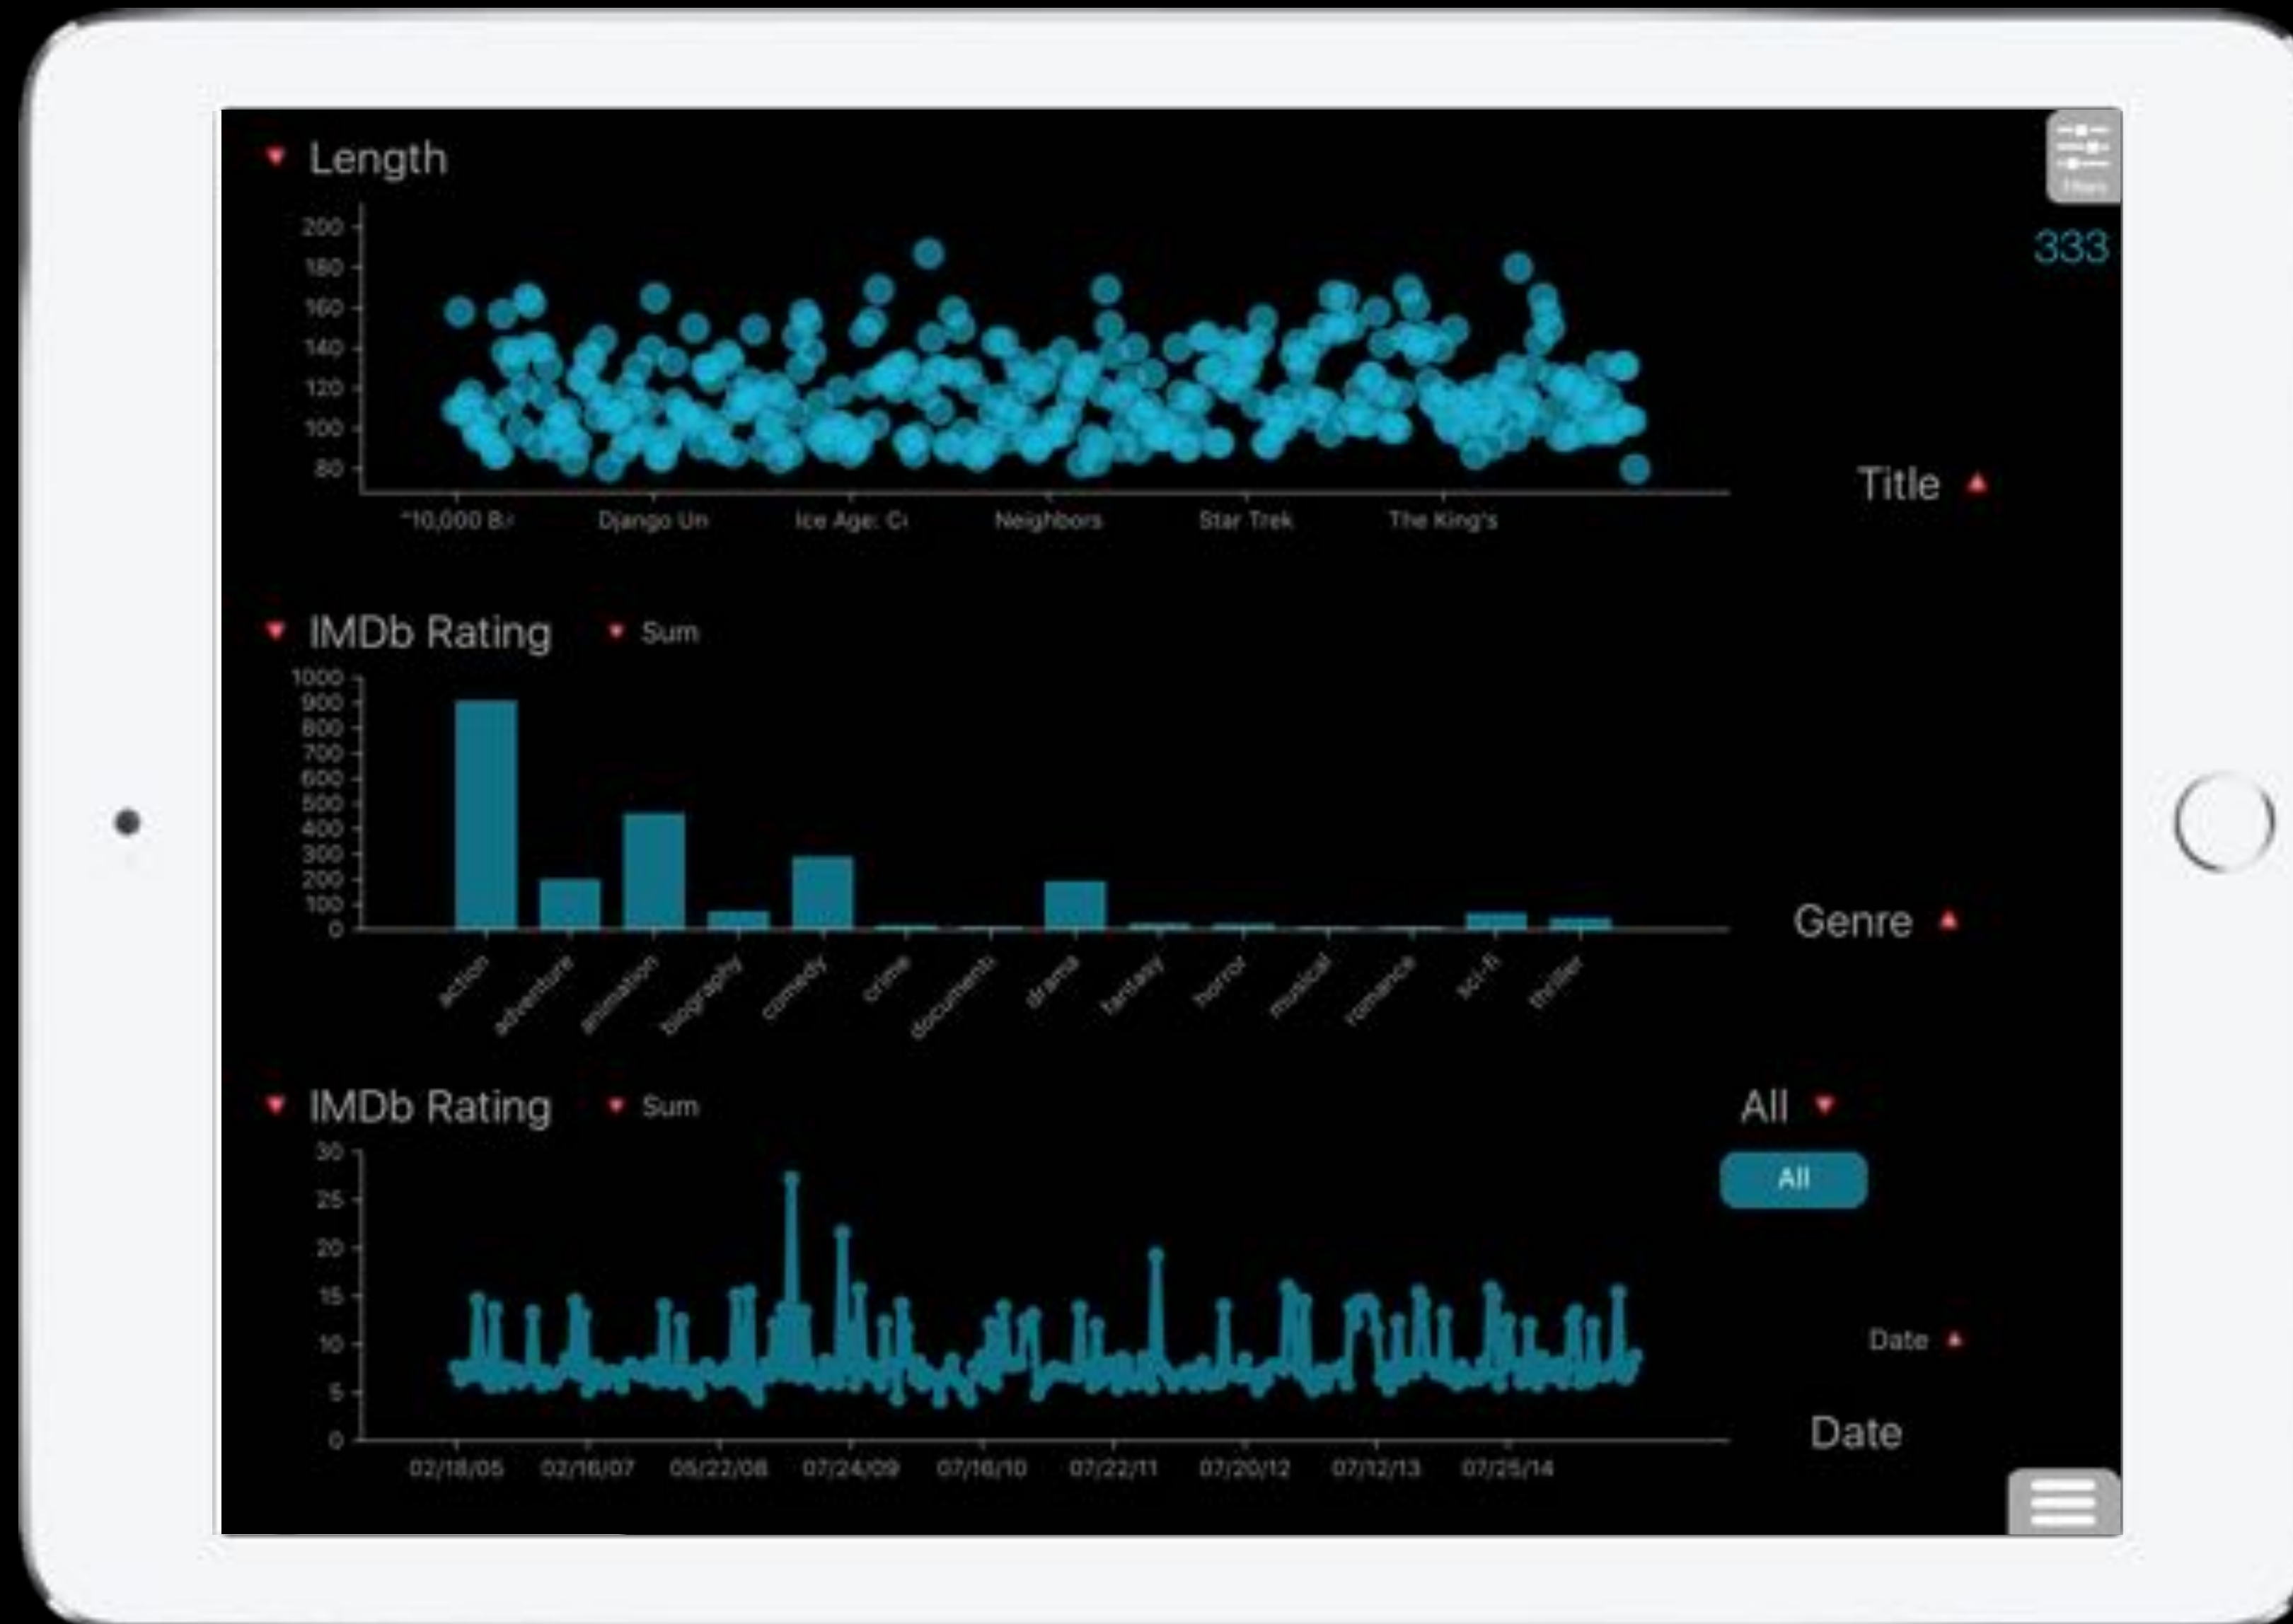 Length
Filters
333
200
180
160
140
120
100
80
"10,000 B.
Django Un
Ice Age: C
Neighbors
Star Trek
The King's
Title
IMDb Rating
Sum
1000
900
800
700
600
500
400
300
200
100
0
action
adventure
animation
biography
comedy
crime
documenta
drama
fantasy
horror
musical
romance
sci-fi
thriller
Genre
IMDb Rating
Sum
All
All
30
25
20
15
10
5
0
02/18/05
02/16/07
05/22/08
07/24/09
07/16/10
07/22/11
07/20/12
07/12/13
07/25/14
Date
Date